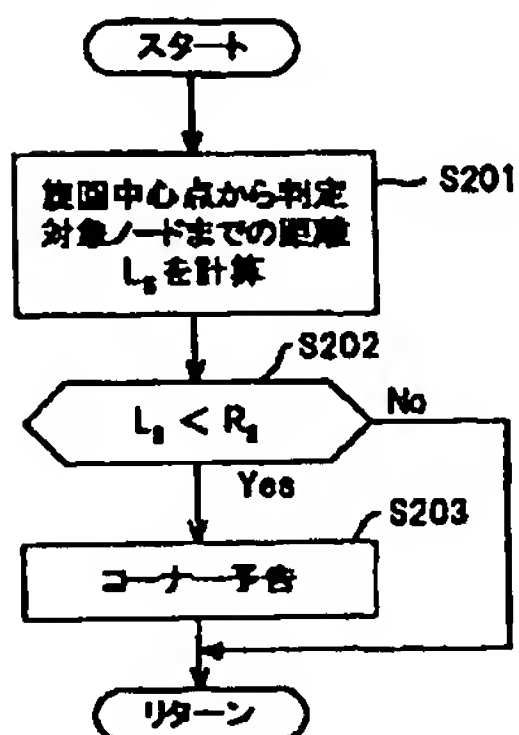 スタート
旋回中心点から判定
対象ノードまでの距離
Lsを計算
S201
S202
Ls < Rs
No
Yes
S203
コーナー予告
リターン